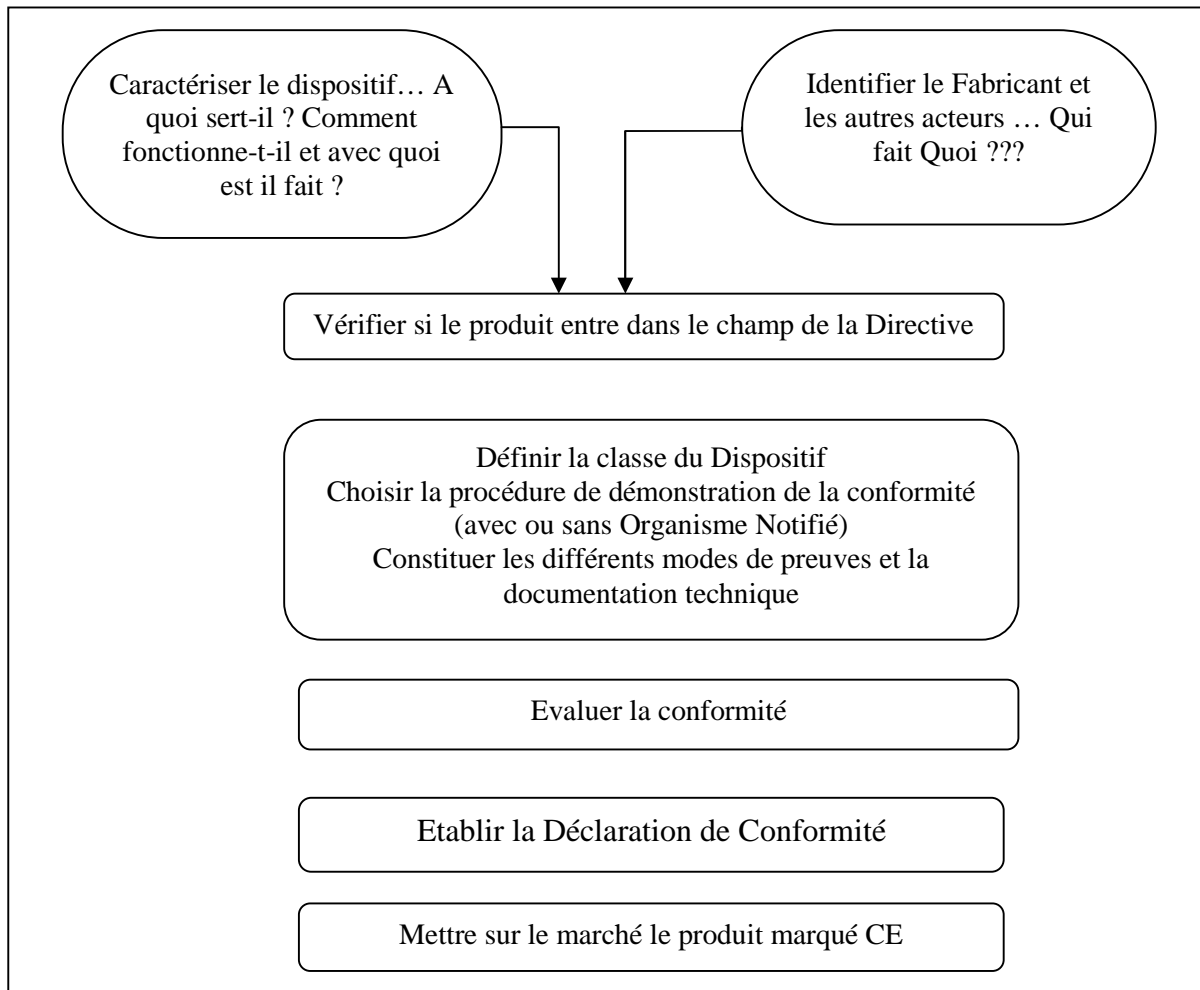 Caractériser le dispositif… A
quoi sert-il ? Comment
fonctionne-t-il et avec quoi
est il fait ?
Identifier le Fabricant et
les autres acteurs … Qui
fait Quoi ???
Vérifier si le produit entre dans le champ de la Directive
Définir la classe du Dispositif
Choisir la procédure de démonstration de la conformité
(avec ou sans Organisme Notifié)
Constituer les différents modes de preuves et la
documentation technique
Evaluer la conformité
Etablir la Déclaration de Conformité
Mettre sur le marché le produit marqué CE